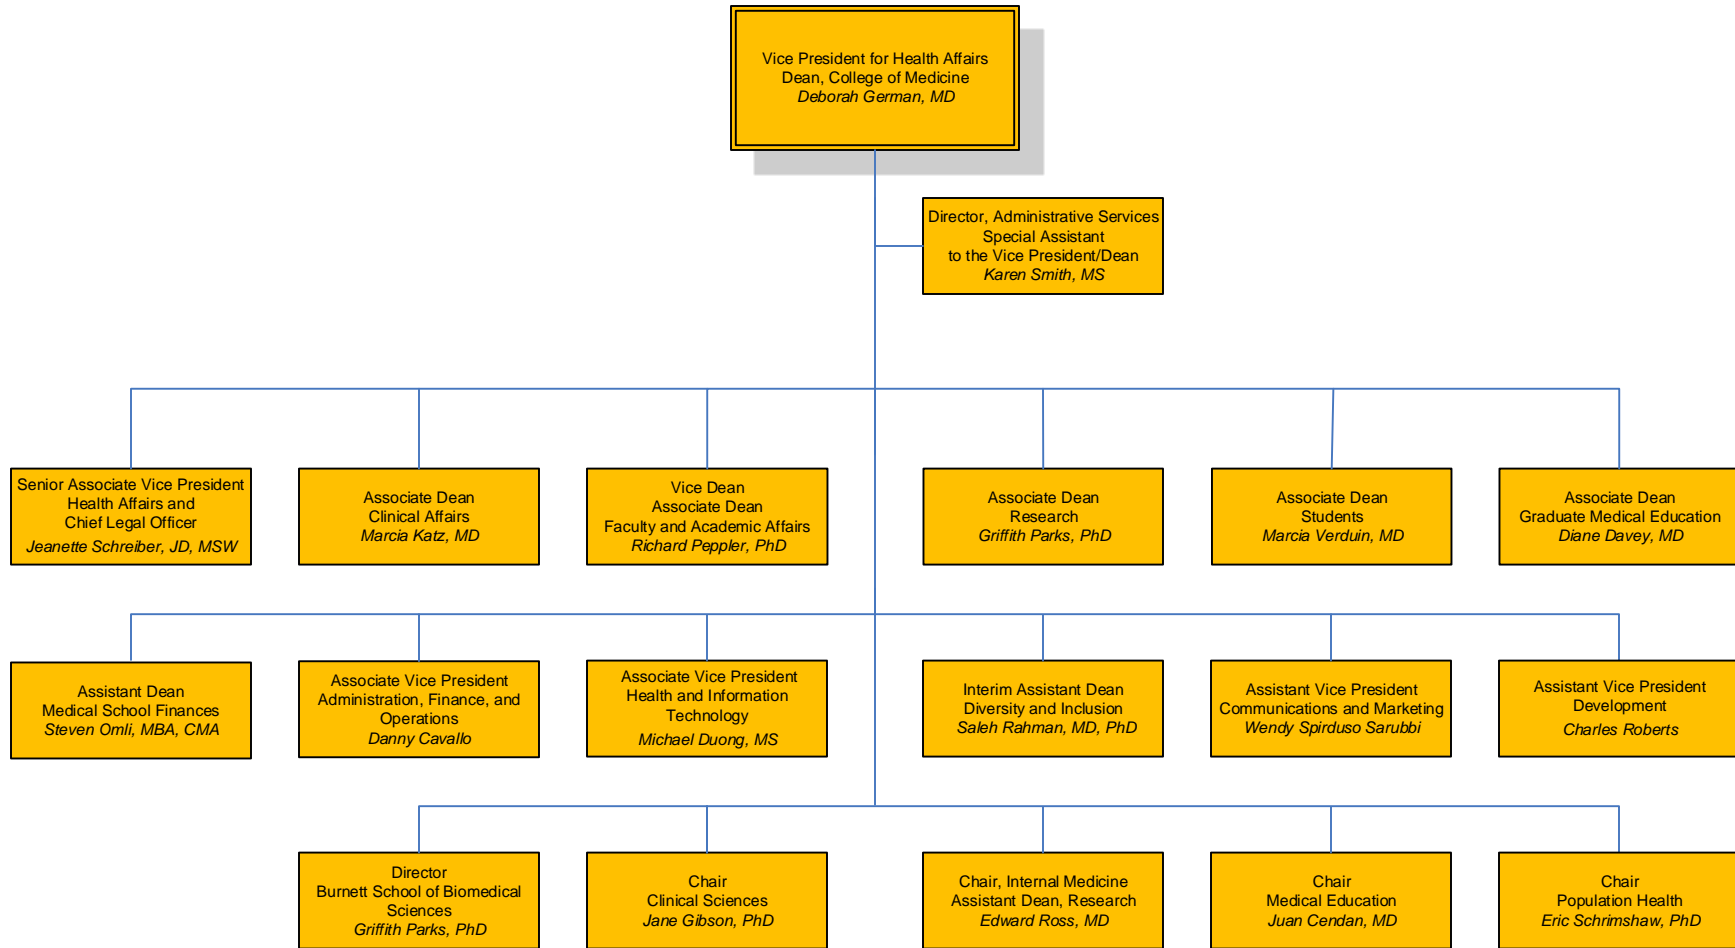 Vice President for Health Affairs
Dean, College of Medicine
Deborah German, MD
Director, Administrative Services
Special Assistant
to the Vice President/Dean
Karen Smith, MS
Senior Associate Vice President
Health Affairs and
Chief Legal Officer
Jeanette Schreiber, JD, MSW
Associate Dean
Clinical Affairs
Marcia Katz, MD
Vice Dean
Associate Dean
Faculty and Academic Affairs
Richard Peppler, PhD
Associate Dean
Research
Griffith Parks, PhD
Associate Dean
Students
Marcia Verduin, MD
Associate Dean
Graduate Medical Education
Diane Davey, MD
Assistant Dean
Medical School Finances
Steven Omli, MBA, CMA
Associate Vice President
Administration, Finance, and
Operations
Danny Cavallo
Associate Vice President
Health and Information
Technology
Michael Duong, MS
Interim Assistant Dean
Diversity and Inclusion
Saleh Rahman, MD, PhD
Assistant Vice President
Communications and Marketing
Wendy Spirduso Sarubbi
Assistant Vice President
Development
Charles Roberts
Director
Burnett School of Biomedical
Sciences
Griffith Parks, PhD
Chair
Clinical Sciences
Jane Gibson, PhD
Chair, Internal Medicine
Assistant Dean, Research
Edward Ross, MD
Chair
Medical Education
Juan Cendan, MD
Chair
Population Health
Eric Schrimshaw, PhD